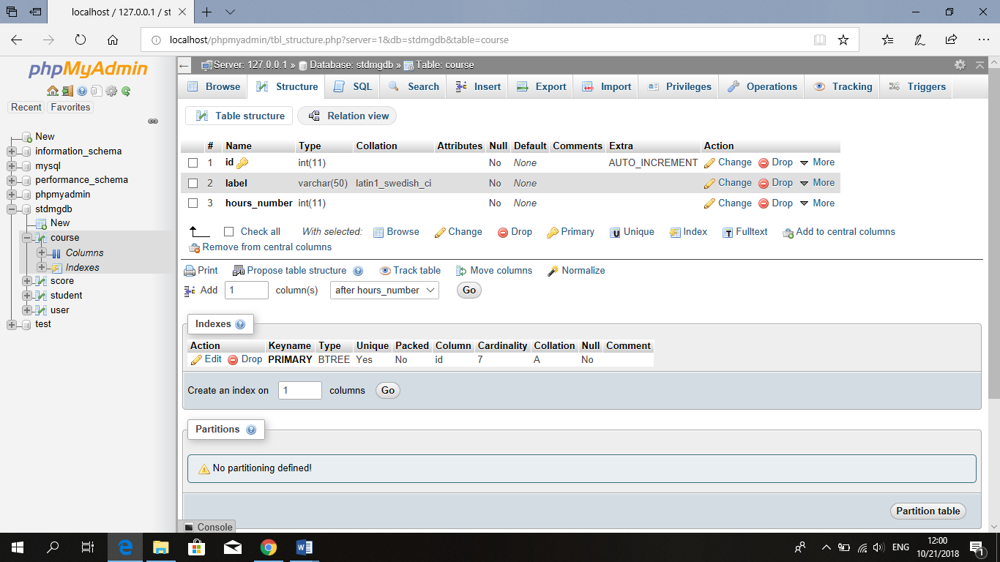 localhost / 127.0.0.1 / st
localhost/phpmyadmin/tbl_structure.php?server=1&db=stdmgdb&table=course
phpMyAdmin
Recent Favorites
New
information_schema
mysql
performance_schema
phpmyadmin
stdmgdb
New
course
Columns
Indexes
score
student
user
test
Server: 127.0.0.1 » Database: stdmgdb » Table: course
Browse Structure SQL Search Insert Export Import Privileges Operations Tracking Triggers
Table structure Relation view
# Name Type Collation Attributes Null Default Comments Extra Action
1 id int(11) No None AUTO_INCREMENT Change Drop More
2 label varchar(50) latin1_swedish_ci No None Change Drop More
3 hours_number int(11) No None Change Drop More
Check all With selected: Browse Change Drop Primary Unique Index Fulltext Add to central columns
Remove from central columns
Print Propose table structure Track table Move columns Normalize
Add 1 column(s) after hours_number Go
Indexes
Action Keyname Type Unique Packed Column Cardinality Collation Null Comment
Edit Drop PRIMARY BTREE Yes No id 7 A No
Create an index on 1 columns Go
Partitions
No partitioning defined!
Partition table
Console
ENG
12:00
10/21/2018
1